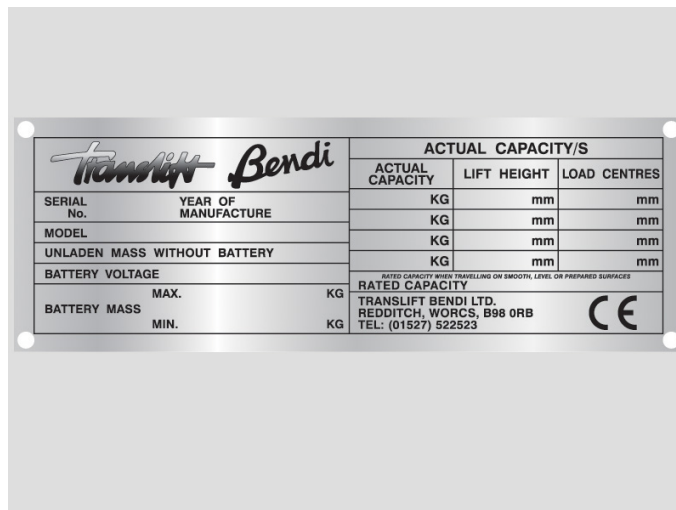 Translift Bendi
SERIAL No.
YEAR OF MANUFACTURE
MODEL
UNLADEN MASS WITHOUT BATTERY
BATTERY VOLTAGE
BATTERY MASS
MAX. KG
MIN. KG
ACTUAL CAPACITY/S
ACTUAL CAPACITY LIFT HEIGHT LOAD CENTRES
KG mm mm
KG mm mm
KG mm mm
KG mm mm
RATED CAPACITY WHEN TRAVELLING ON SMOOTH, LEVEL OR PREPARED SURFACES
RATED CAPACITY
TRANSLIFT BENDI LTD.
REDDITCH, WORCS, B98 0RB
TEL: (01527) 522523
CE